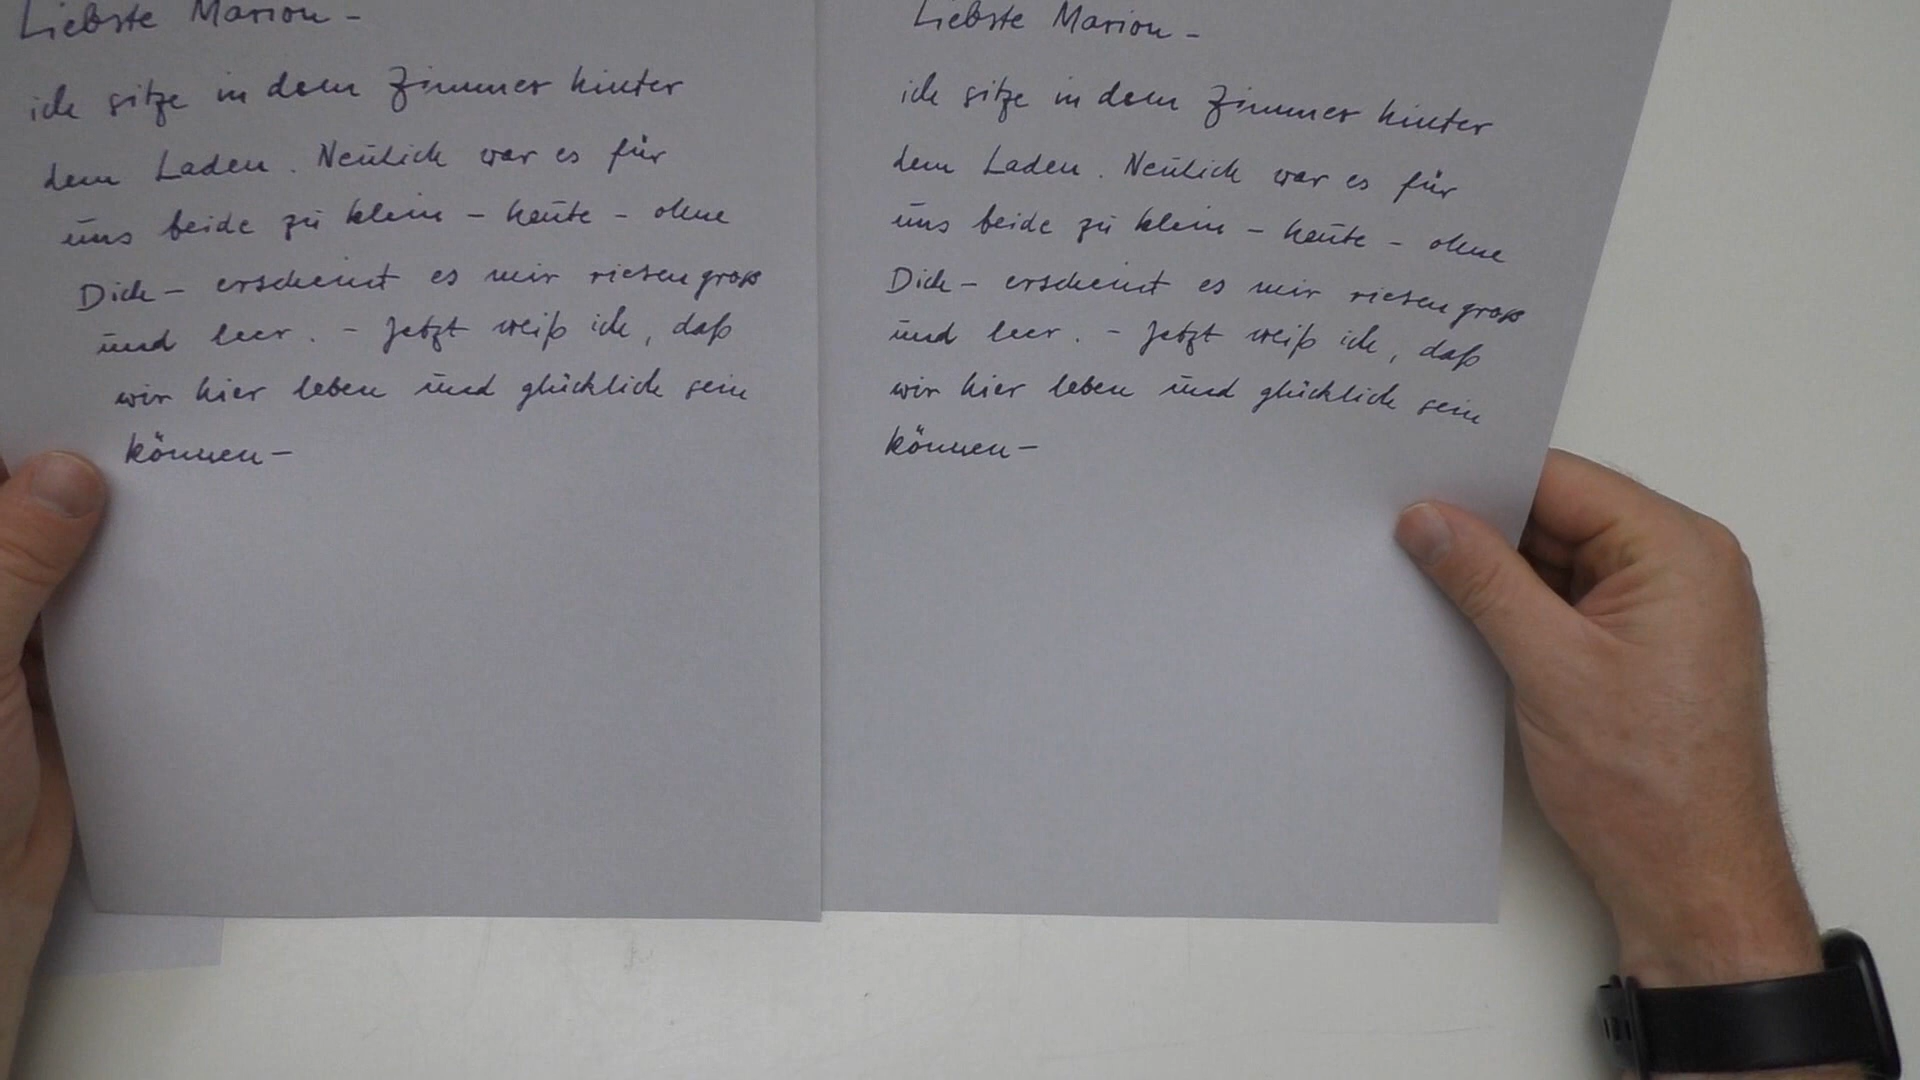 Liebste Marion -
ich sitze in dem Zimmer hinter
dem Laden. Neulich war es für
uns beide zu klein - heute - ohne
Dich - erscheint es mir riesengross
und leer. - Jetzt weiß ich, daß
wir hier leben und glücklich sein
können -
Liebste Marion -
ich sitze in dem Zimmer hinter
dem Laden. Neulich war es für
uns beide zu klein - heute - ohne
Dich - erscheint es mir riesengross
und leer. - Jetzt weiß ich, daß
wir hier leben und glücklich sein
können -